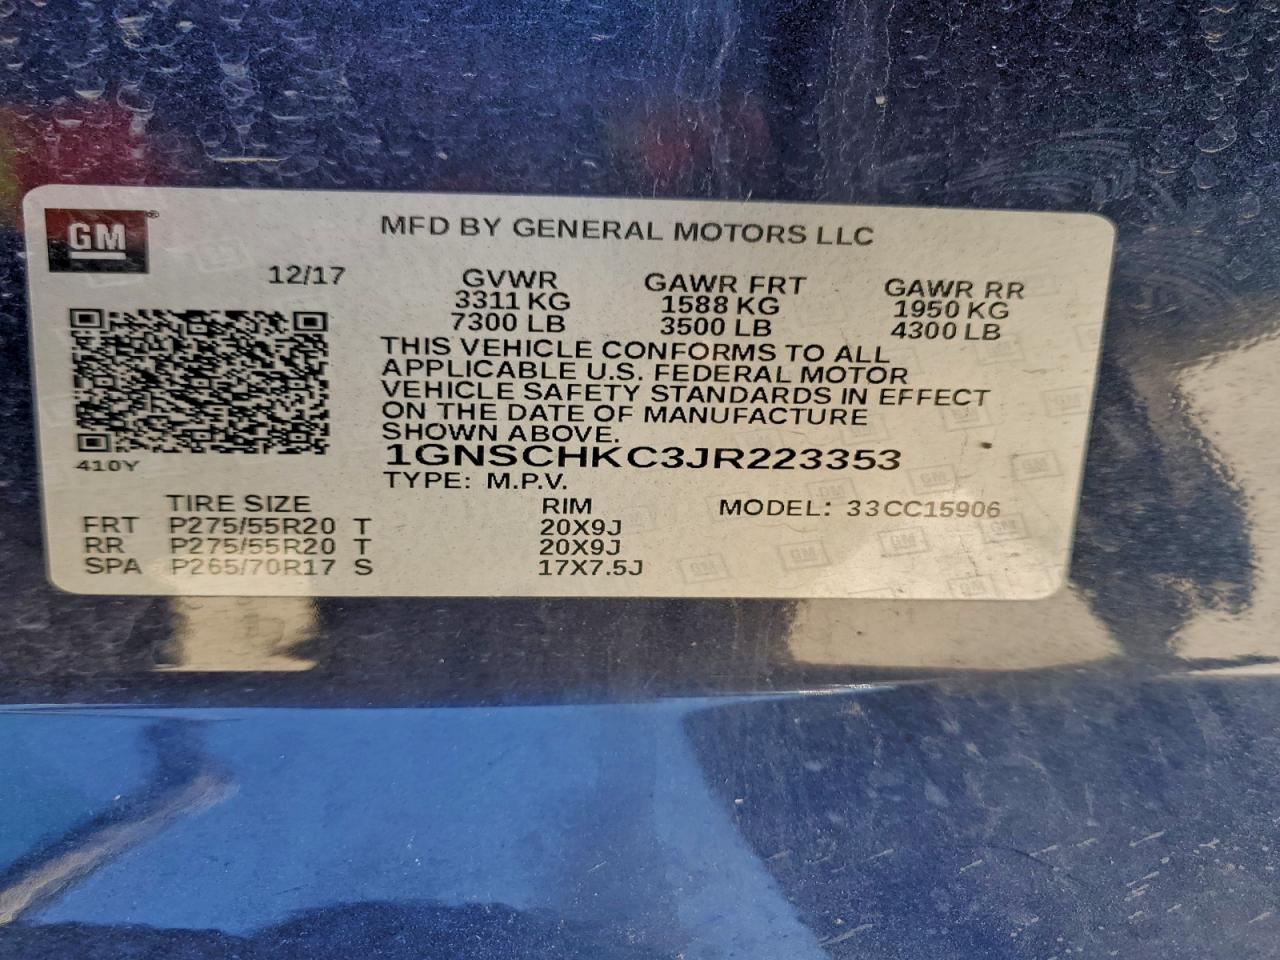 GM
MFD BY GENERAL MOTORS LLC
12/17
GVWR GAWR FRT GAWR RR
3311 KG 1588 KG 1950 KG
7300 LB 3500 LB 4300 LB
THIS VEHICLE CONFORMS TO ALL
APPLICABLE U.S. FEDERAL MOTOR
VEHICLE SAFETY STANDARDS IN EFFECT
ON THE DATE OF MANUFACTURE
SHOWN ABOVE.
410Y
1GNSCHKC3JR223353
TYPE: M.P.V.
TIRE SIZE RIM MODEL: 33CC15906
FRT P275/55R20 T 20X9J
RR P275/55R20 T 20X9J
SPA P265/70R17 S 17X7.5J